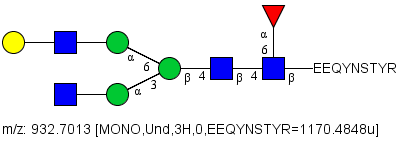 α
6
α
6
EEQYNSTYR
β 4 β 4 β
α 3
m/z: 932.7013 [MONO,Und,3H,0,EEQYNSTYR=1170.4848u]